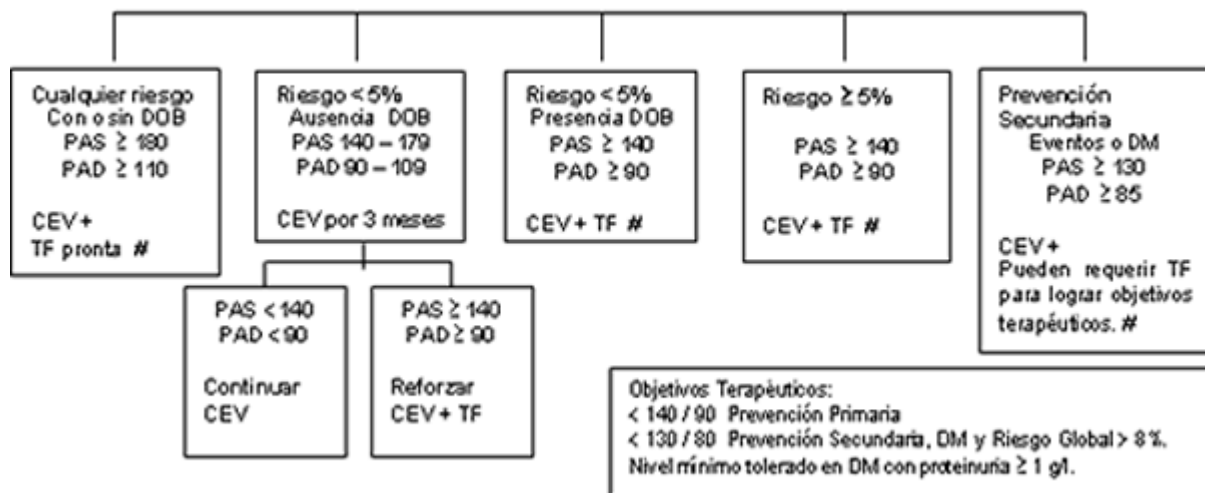 Cualquier riesgo
Con o sin DOB
PAS ≥ 180
PAD ≥ 110
CEV +
TF pronta #
Riesgo < 5%
Ausencia DOB
PAS 140 – 179
PAD 90 – 109
CEV por 3 meses
Riesgo < 5%
Presencia DOB
PAS ≥ 140
PAD ≥ 90
CEV + TF #
Riesgo ≥ 5%
PAS ≥ 140
PAD ≥ 90
CEV + TF #
Prevención
Secundaria
Eventos o DM
PAS ≥ 130
PAD ≥ 85
CEV +
Pueden requerir TF
para lograr objetivos
terapéuticos. #
PAS < 140
PAD < 90
Continuar
CEV
PAS ≥ 140
PAD ≥ 90
Reforzar
CEV + TF
Objetivos Terapèuticos:
< 140 / 90 Prevención Primaria
< 130 / 80 Prevención Secundaria, DM y Riesgo Global > 8 %.
Nivel mínimo tolerado en DM con proteinuria ≥ 1 g/l.